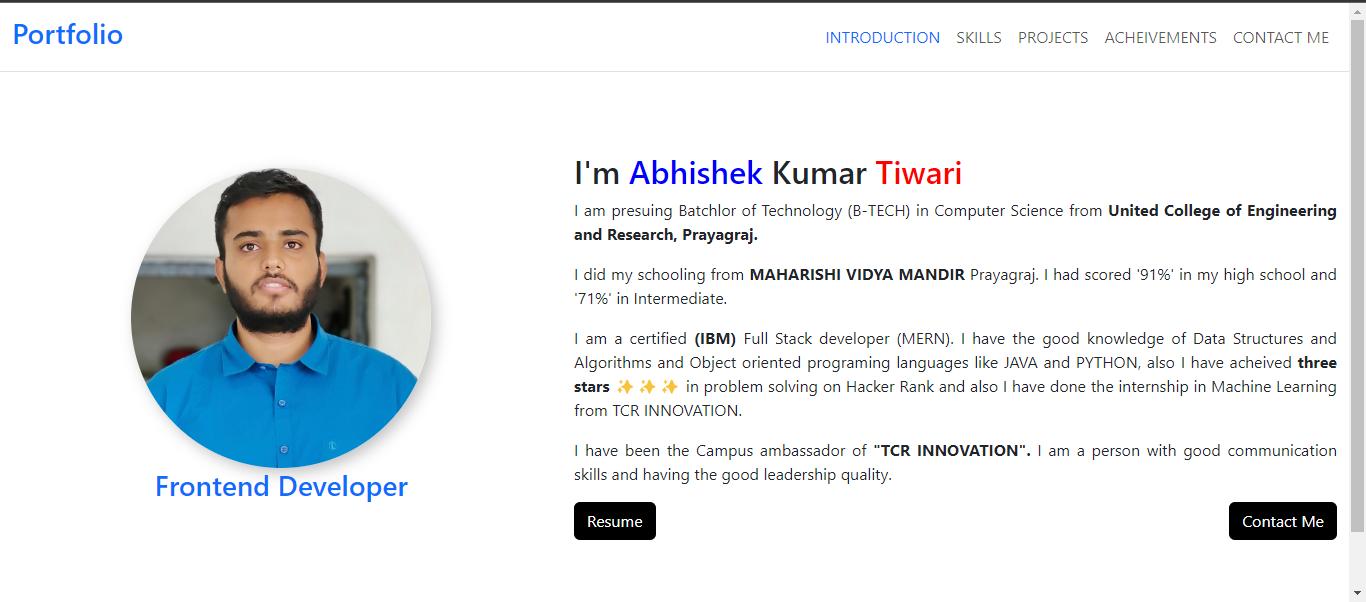 Portfolio
INTRODUCTION SKILLS PROJECTS ACHEIVEMENTS CONTACT ME
Frontend Developer
I'm Abhishek Kumar Tiwari
I am presuing Batchlor of Technology (B-TECH) in Computer Science from United College of Engineering
and Research, Prayagraj.
I did my schooling from MAHARISHI VIDYA MANDIR Prayagraj. I had scored '91%' in my high school and
'71%' in Intermediate.
I am a certified (IBM) Full Stack developer (MERN). I have the good knowledge of Data Structures and
Algorithms and Object oriented programing languages like JAVA and PYTHON, also I have acheived three
stars ✨ ✨ ✨ in problem solving on Hacker Rank and also I have done the internship in Machine Learning
from TCR INNOVATION.
I have been the Campus ambassador of "TCR INNOVATION". I am a person with good communication
skills and having the good leadership quality.
Resume
Contact Me